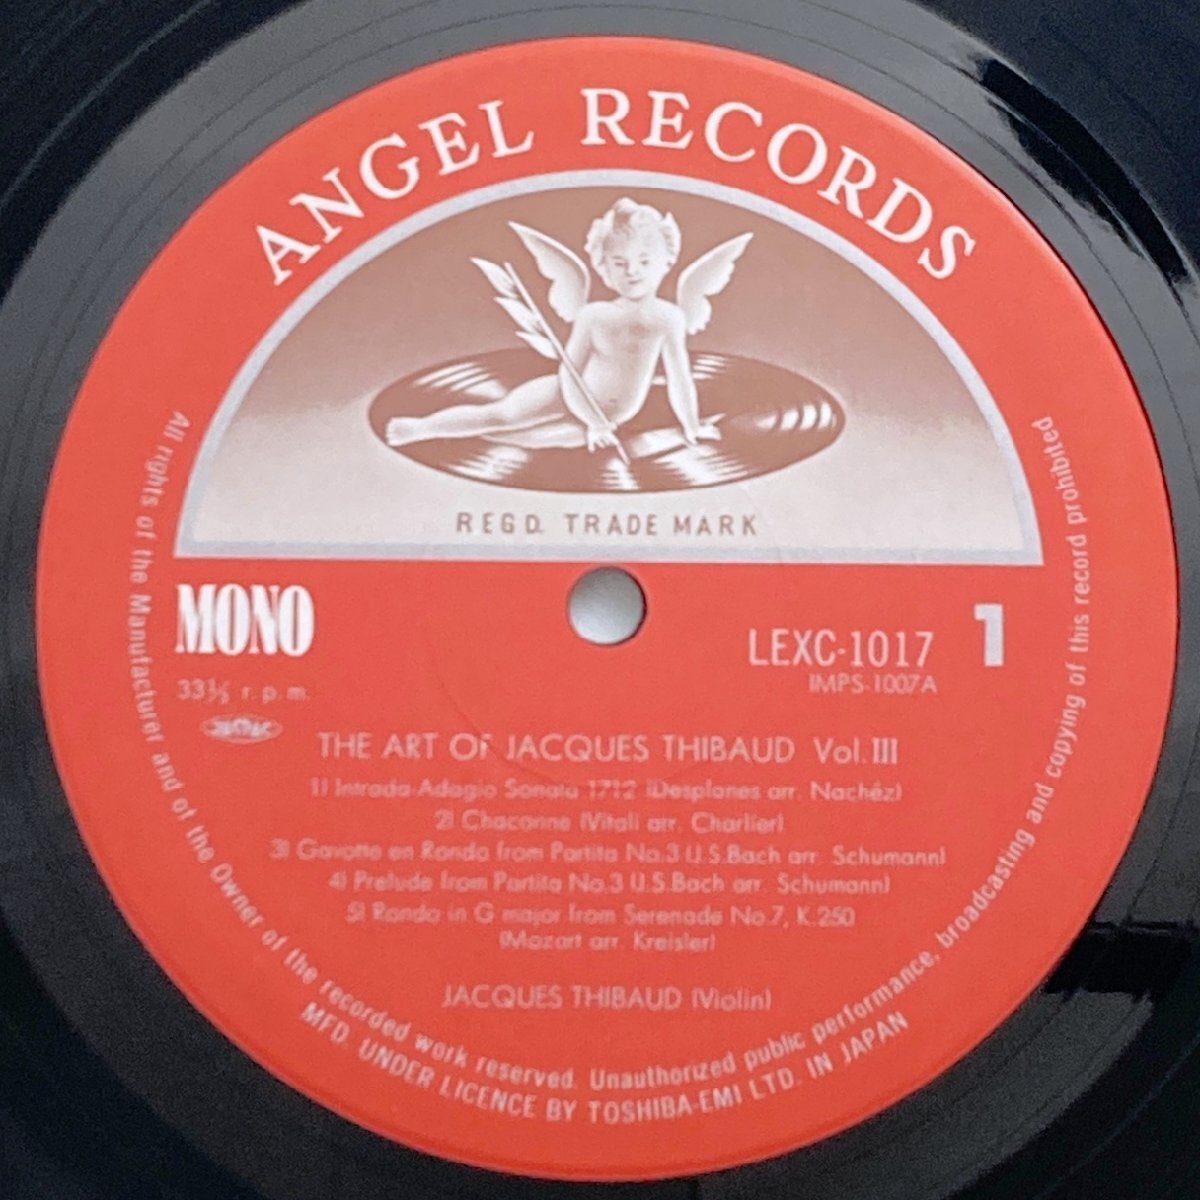 ANGEL RECORDS
REGD. TRADE MARK
MONO
LEXC-1017
1
33⅓ r.p.m.
IMPS-1007A
THE ART OF JACQUES THIBAUD Vol. III
1) Intrada-Adagio Sonata 1712 (Desplanes arr. Nachéz)
2) Chaconne (Vitali arr. Charlier)
3) Gavotte en Rondo from Partita No.3 (J.S.Bach arr. Schumann)
4) Prelude from Partita No.3 (J.S.Bach arr. Schumann)
5) Rondo in G major from Serenade No.7, K.250
(Mozart arr. Kreisler)
JACQUES THIBAUD (Violin)
All rights of the Manufacturer and of the Owner of the recorded work reserved. Unauthorized public performance, broadcasting and copying of this record prohibited
MFD. UNDER LICENCE BY TOSHIBA-EMI LTD. IN JAPAN